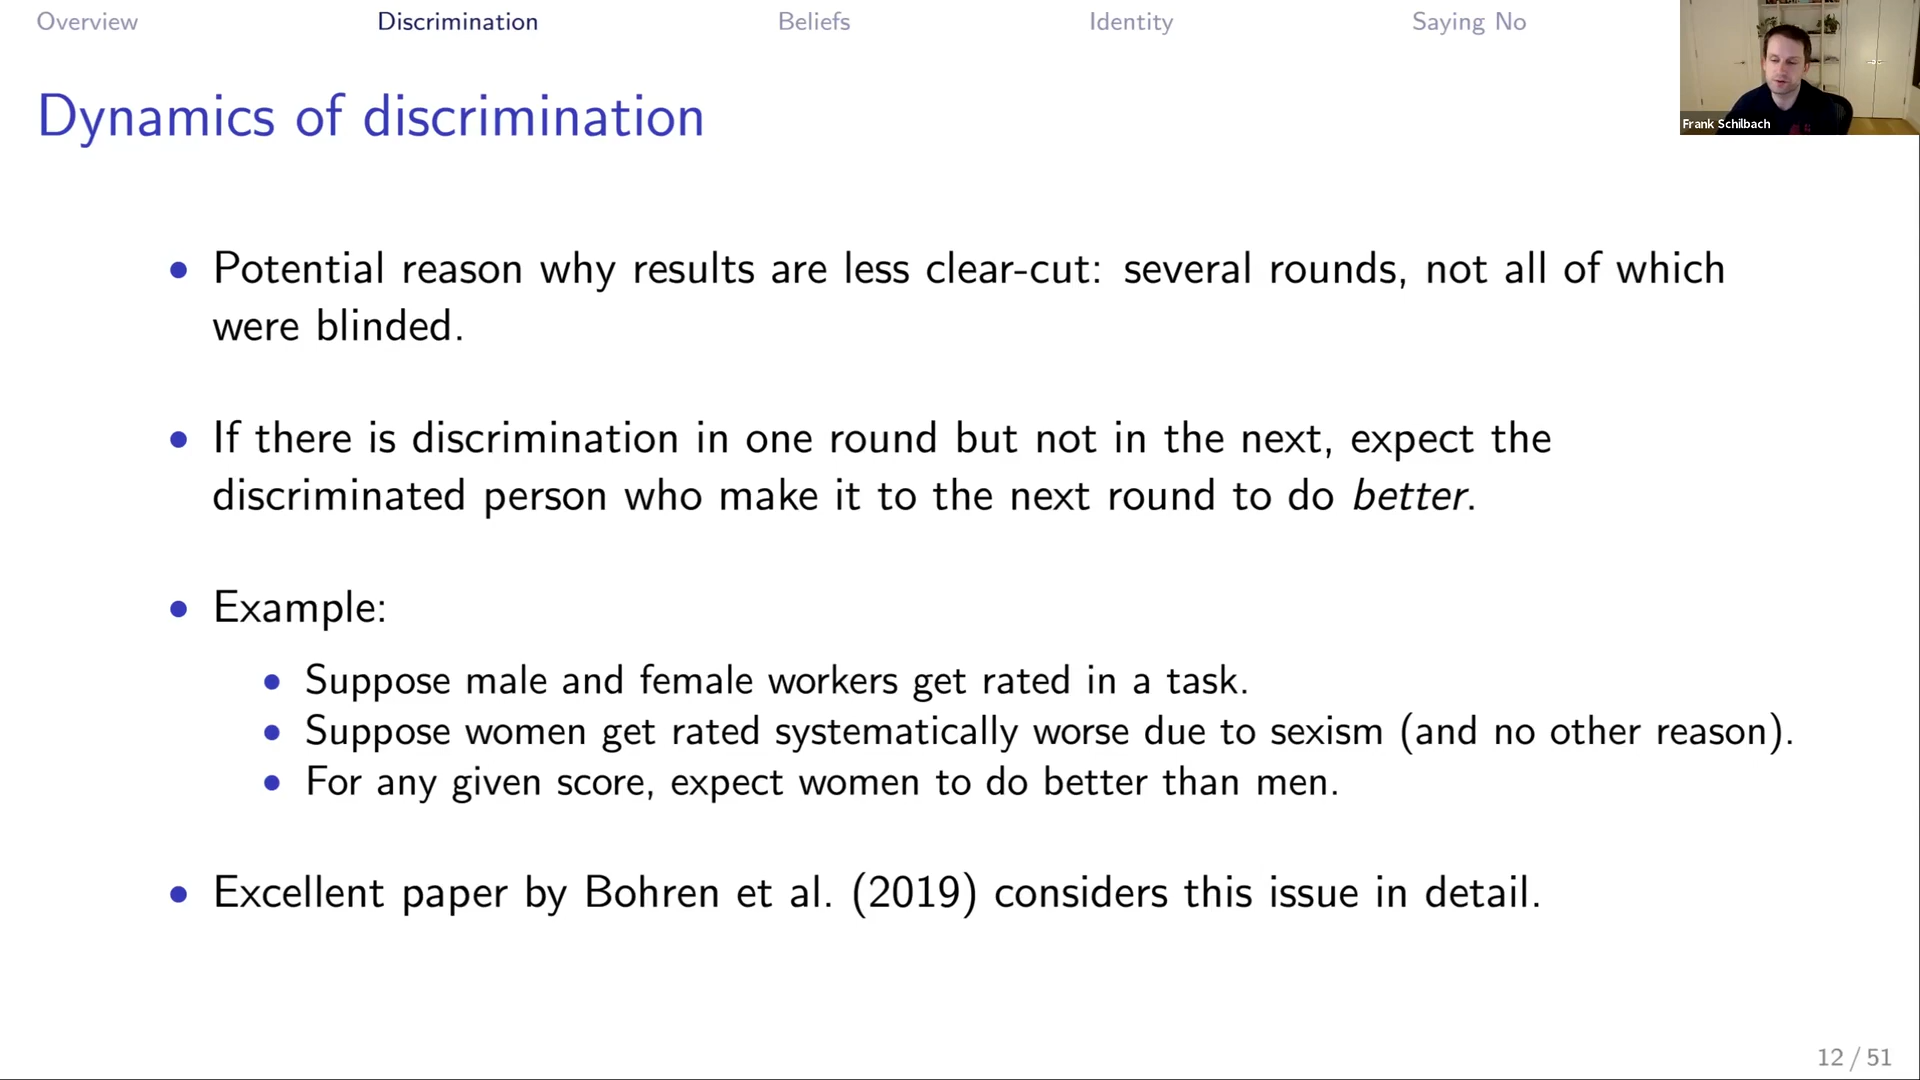 Overview Discrimination Beliefs Identity Saying No
Frank Schilbach
Dynamics of discrimination
• Potential reason why results are less clear-cut: several rounds, not all of which
were blinded.
• If there is discrimination in one round but not in the next, expect the
discriminated person who make it to the next round to do better.
• Example:
• Suppose male and female workers get rated in a task.
• Suppose women get rated systematically worse due to sexism (and no other reason).
• For any given score, expect women to do better than men.
• Excellent paper by Bohren et al. (2019) considers this issue in detail.
12 / 51